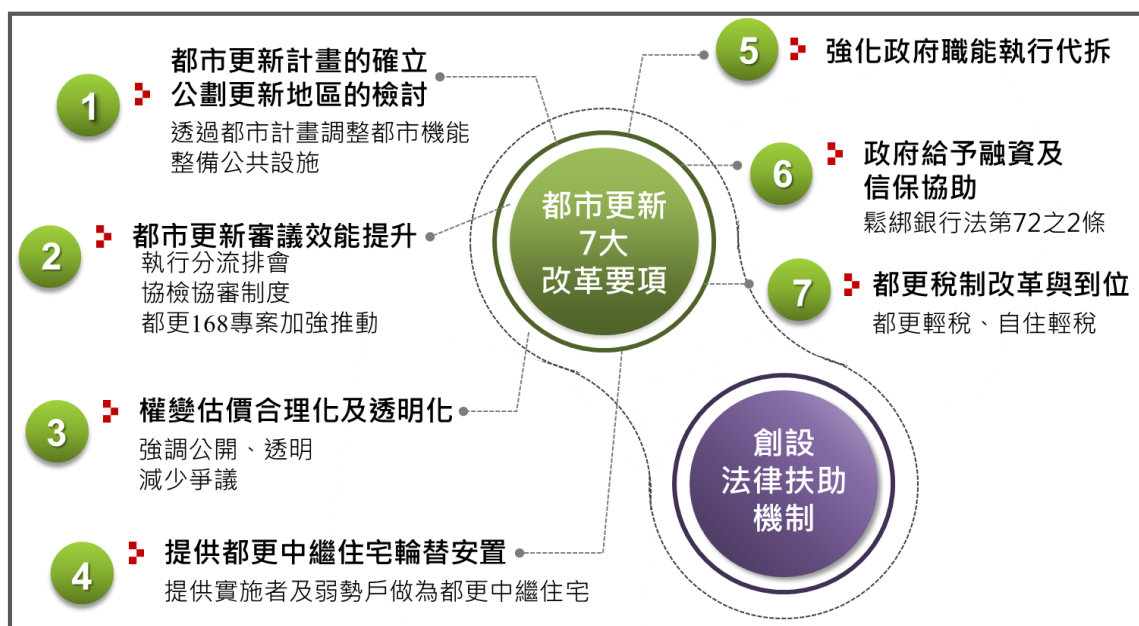 1
都市更新計畫的確立
公劃更新地區的檢討
透過都市計畫調整都市機能
整備公共設施
2
都市更新審議效能提升
執行分流排會
協檢協審制度
都更168專案加強推動
3
權變估價合理化及透明化
強調公開、透明
減少爭議
4
提供都更中繼住宅輪替安置
提供實施者及弱勢戶做為都更中繼住宅
5
強化政府職能執行代拆
6
政府給予融資及
信保協助
鬆綁銀行法第72之2條
7
都更稅制改革與到位
都更輕稅、自住輕稅
都市更新
7大
改革要項
創設
法律扶助
機制